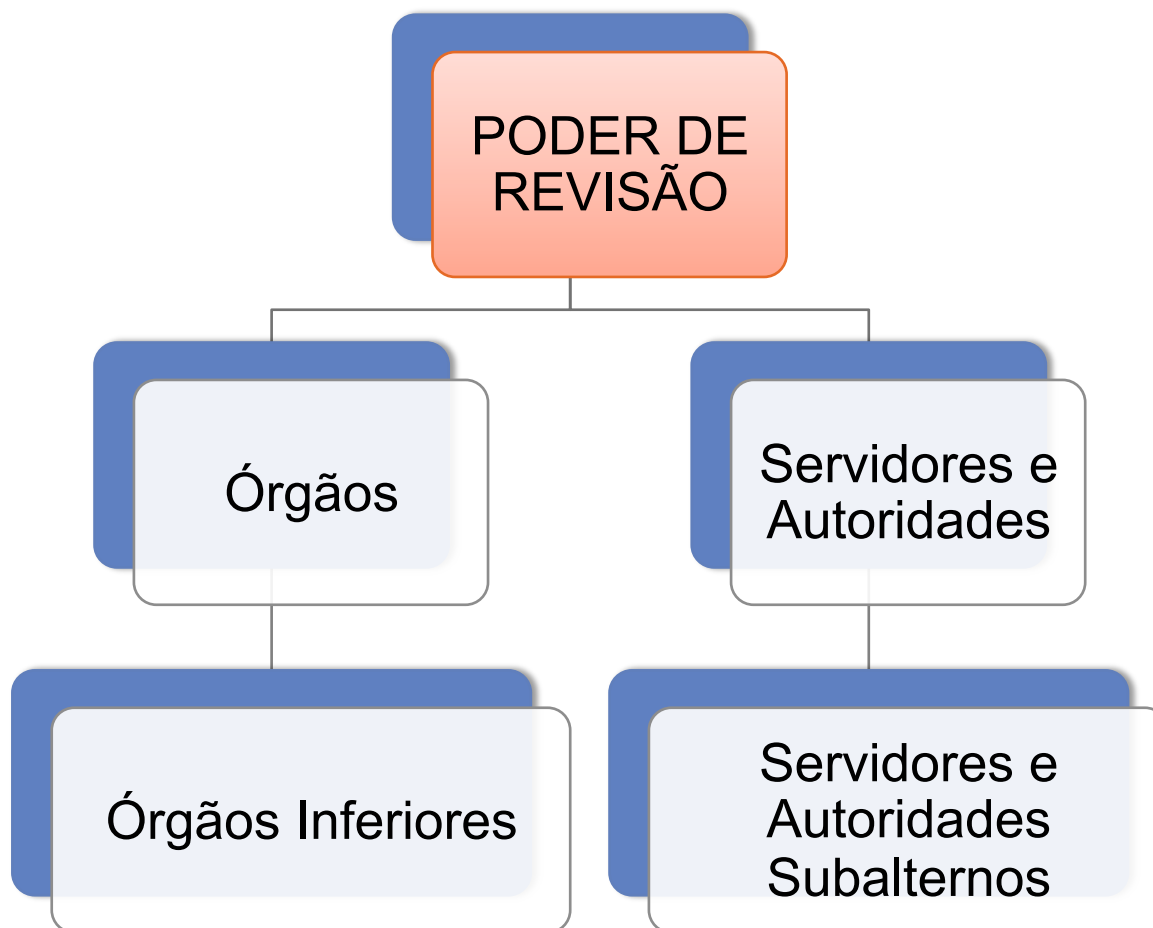 PODER DE
REVISÃO
Órgãos
Servidores e
Autoridades
Órgãos Inferiores
Servidores e
Autoridades
Subalternos